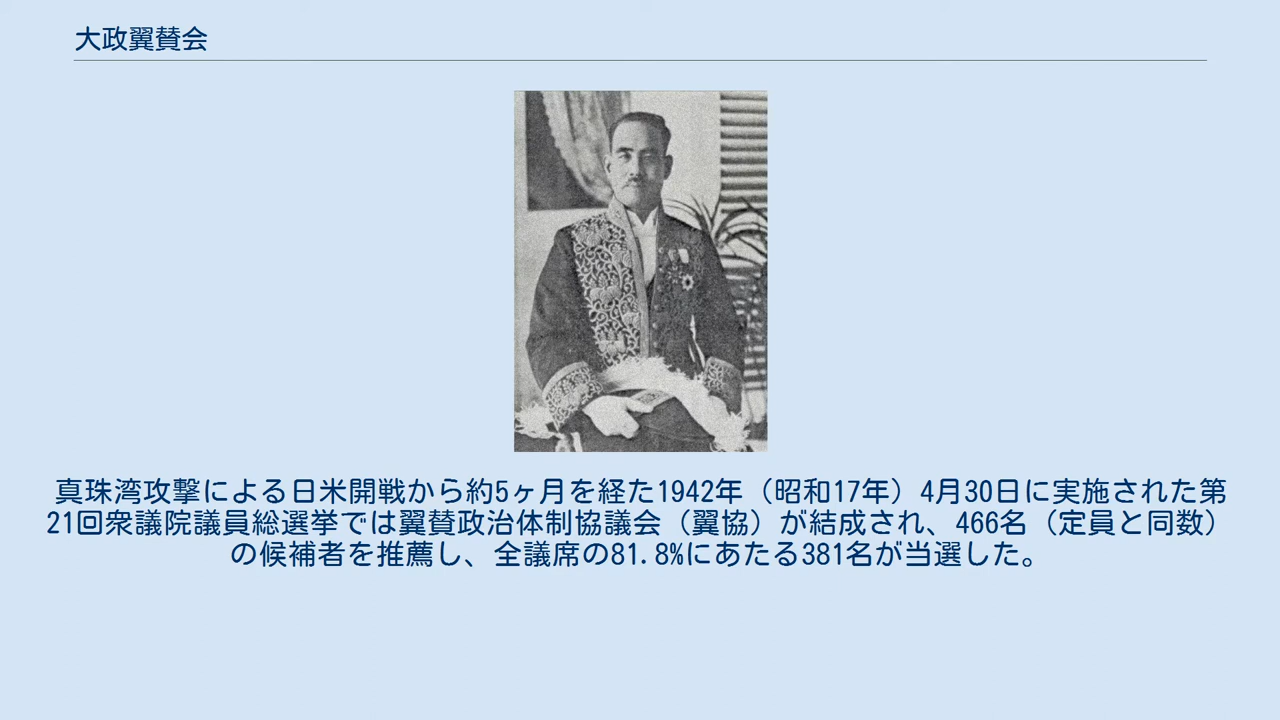 大政翼賛会
真珠湾攻撃による日米開戦から約5ヶ月を経た1942年（昭和17年）4月30日に実施された第
21回衆議院議員総選挙では翼賛政治体制協議会（翼協）が結成され、466名（定員と同数）
の候補者を推薦し、全議席の81.8%にあたる381名が当選した。